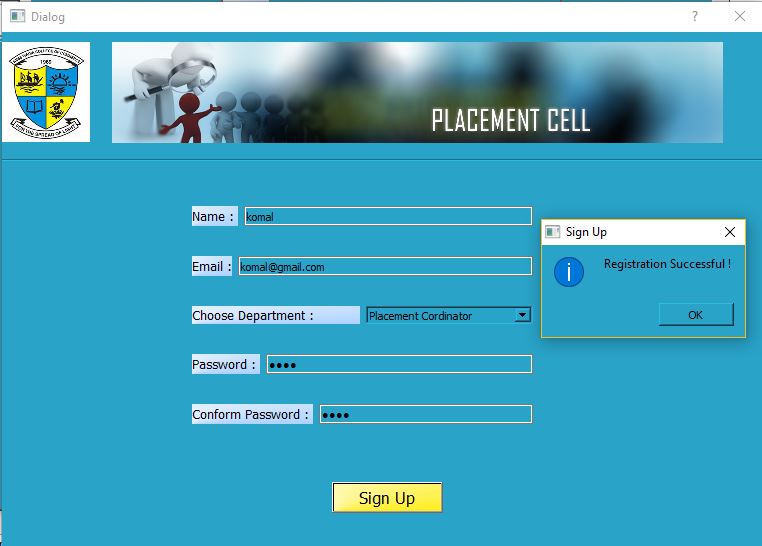 Dialog
?
1969
PLACEMENT CELL
Name :
komal
Email :
komal@gmail.com
Choose Department :
Placement Cordinator
Password :
••••
Conform Password :
••••
Sign Up
Sign Up
Registration Successful !
OK